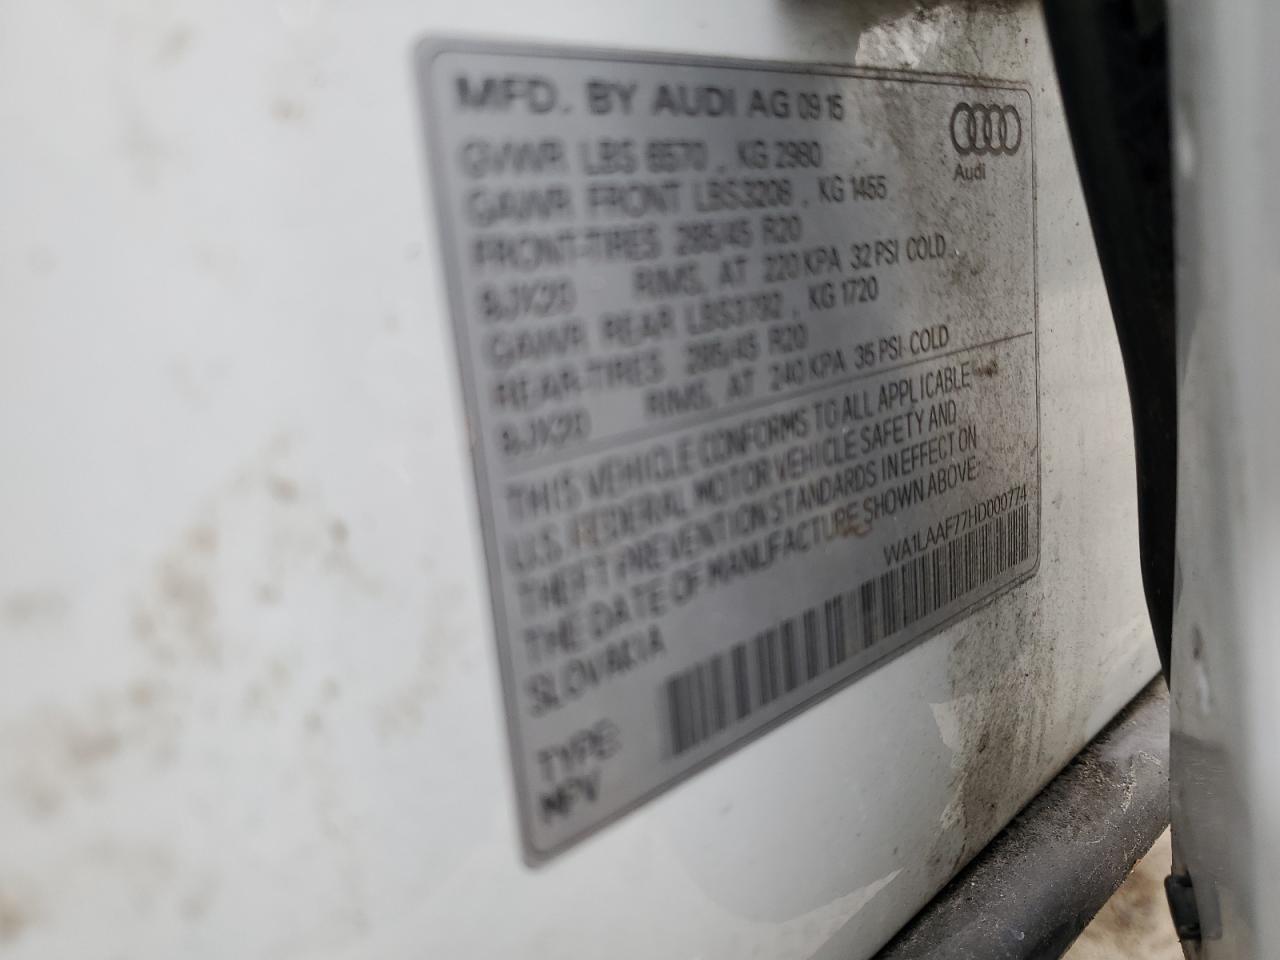 MFD. BY AUDI AG 09 15
Audi
GVWR LBS 6570 , KG 2980
GAWR FRONT LBS3208 , KG 1455
FRONT-TIRES 285/45 R20
9JX20 RIMS, AT 220 KPA 32 PSI COLD
GAWR REAR LBS3792 , KG 1720
REAR-TIRES 285/45 R20
9JX20 RIMS, AT 240 KPA 35 PSI COLD
THIS VEHICLE CONFORMS TO ALL APPLICABLE
U.S. FEDERAL MOTOR VEHICLE SAFETY AND
THEFT PREVENTION STANDARDS IN EFFECT ON
THE DATE OF MANUFACTURE SHOWN ABOVE.
SLOVAKIA
WA1LAAF77HD000774
TYPE:
MPV